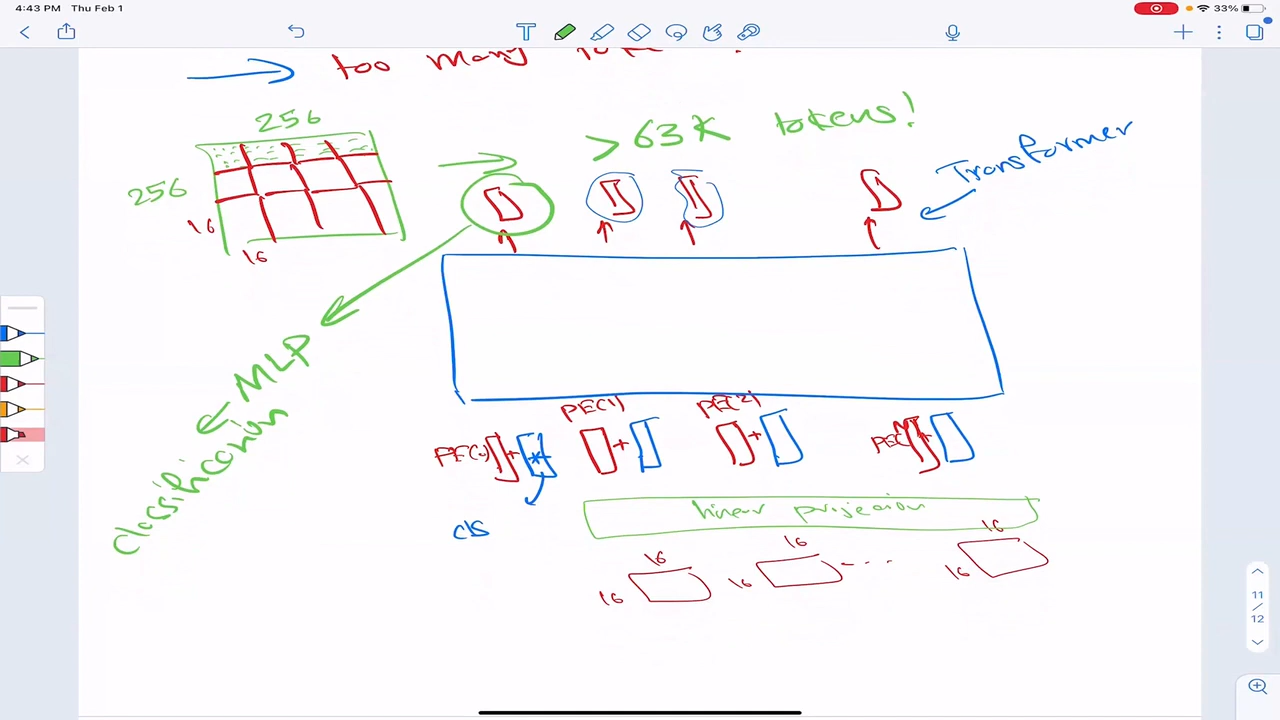 4:43 PM Thu Feb 1
33%
too many
256
> 63K tokens!
Transformer
256
16
16
MLP
classification
PE(0) + *
PE(1)
+
PE(2)
+
cls
linear projection
16
16
16
16
16
16
11
/
12